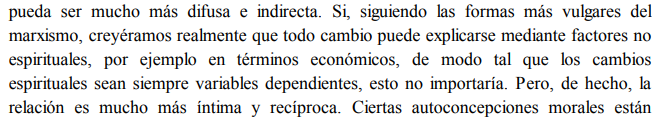 pueda ser mucho más difusa e indirecta. Si, siguiendo las formas más vulgares del
marxismo, creyéramos realmente que todo cambio puede explicarse mediante factores no
espirituales, por ejemplo en términos económicos, de modo tal que los cambios
espirituales sean siempre variables dependientes, esto no importaría. Pero, de hecho, la
relación es mucho más íntima y recíproca. Ciertas autoconcepciones morales están